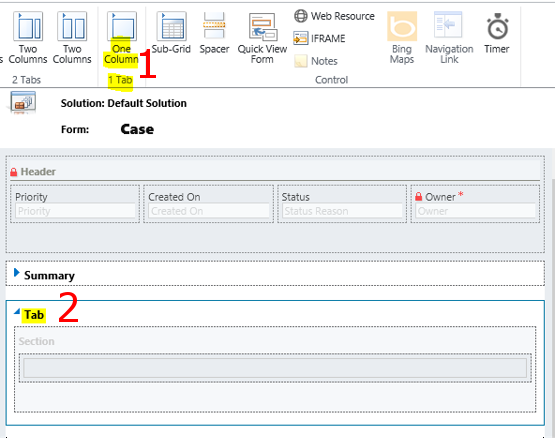 s
Two
Columns
Two
Columns
2 Tabs
One
Column
1 Tab
1
Sub-Grid
Spacer
Quick View
Form
Web Resource
IFRAME
Notes
Control
Bing
Maps
Navigation
Link
Timer
Solution: Default Solution
Form: Case
Header
Priority Created On Status Owner *
Priority Created On Status Reason Owner
Summary
Tab 2
Section